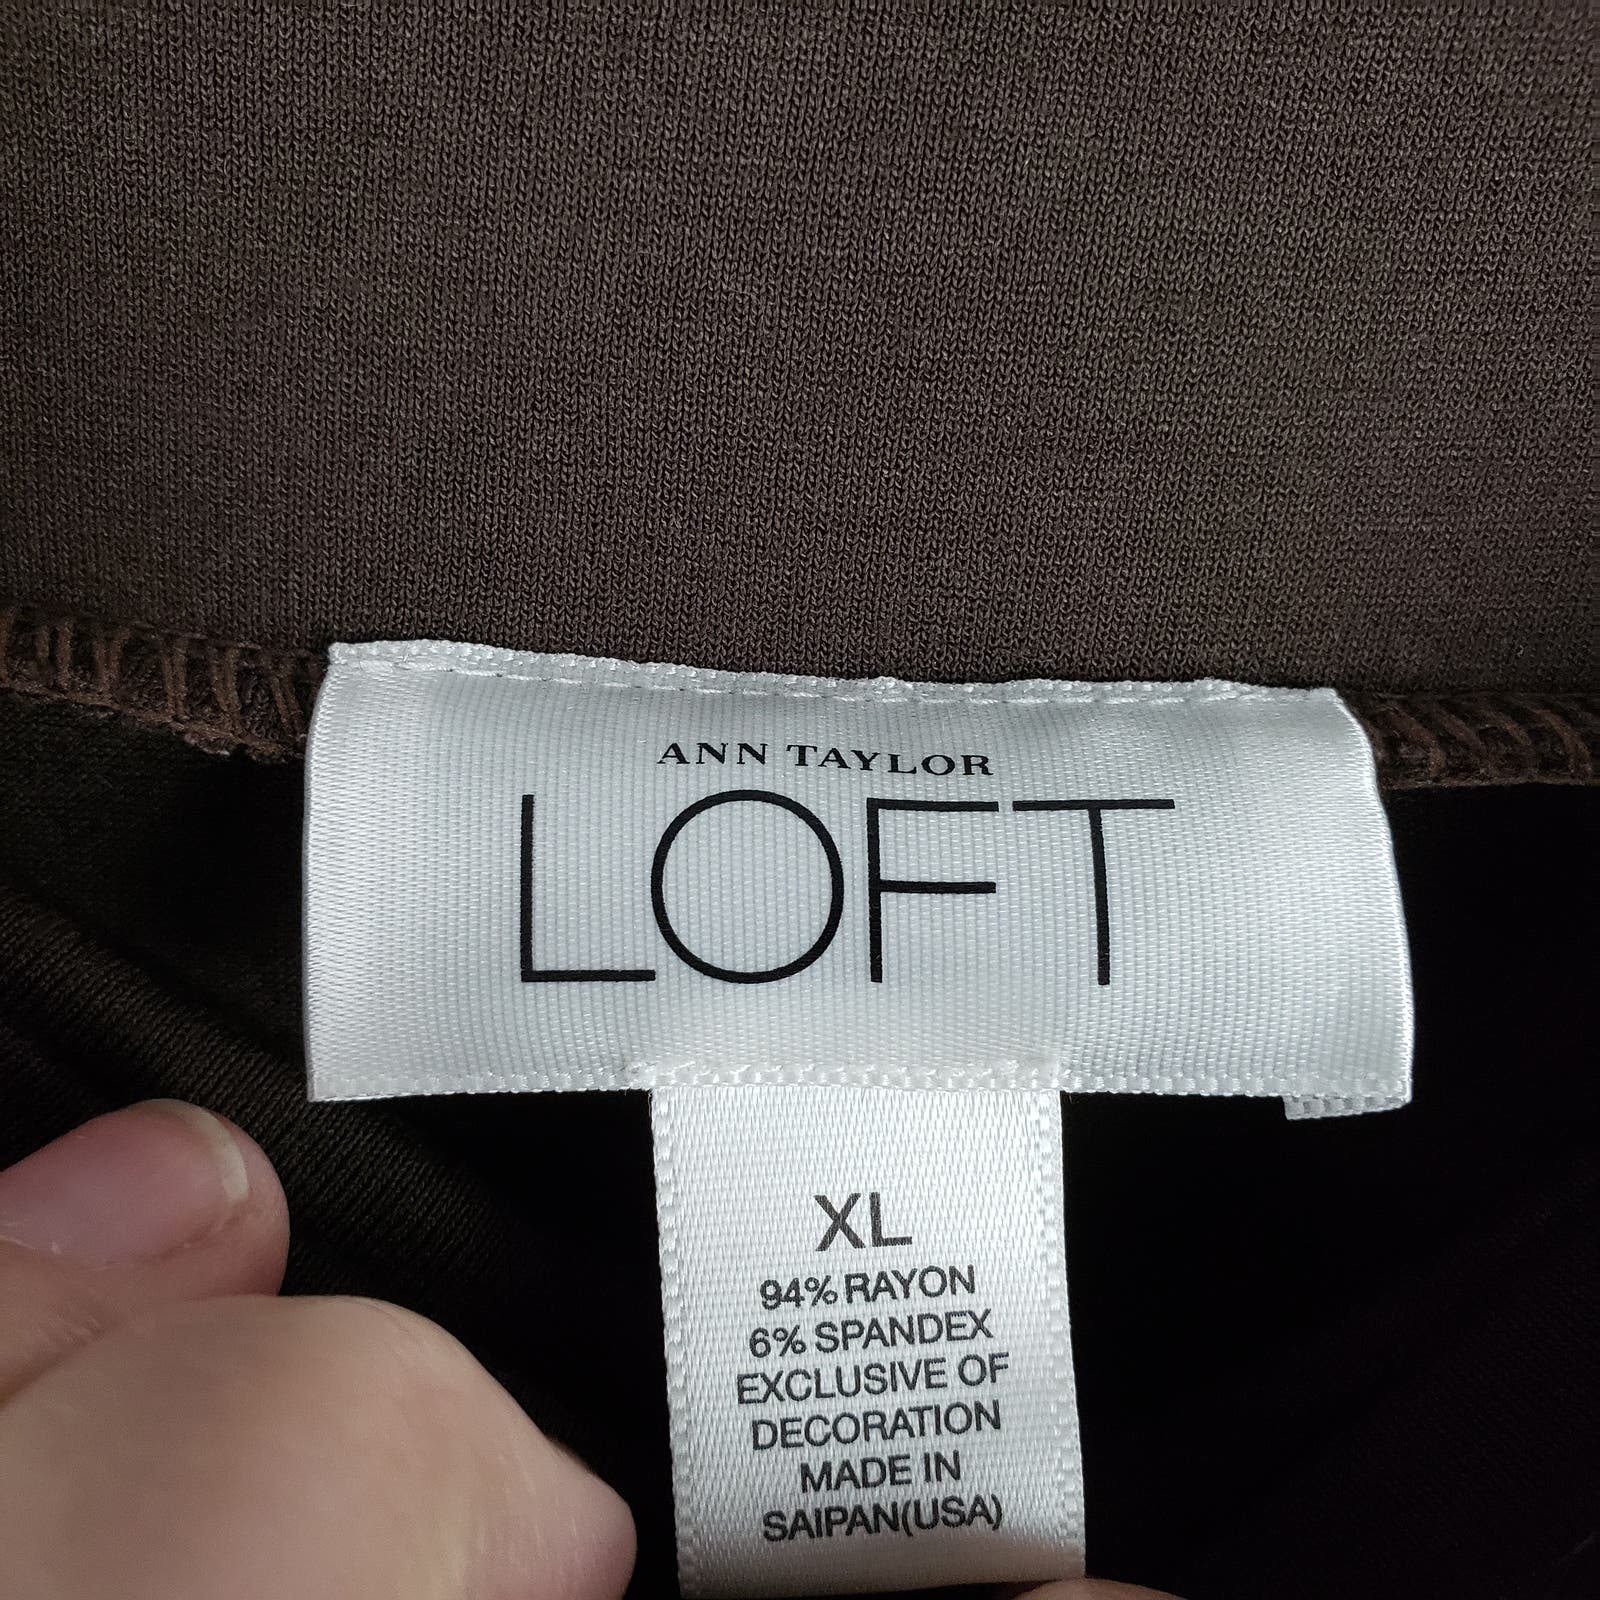 ANN TAYLOR
LOFT
XL
94% RAYON
6% SPANDEX
EXCLUSIVE OF
DECORATION
MADE IN
SAIPAN(USA)